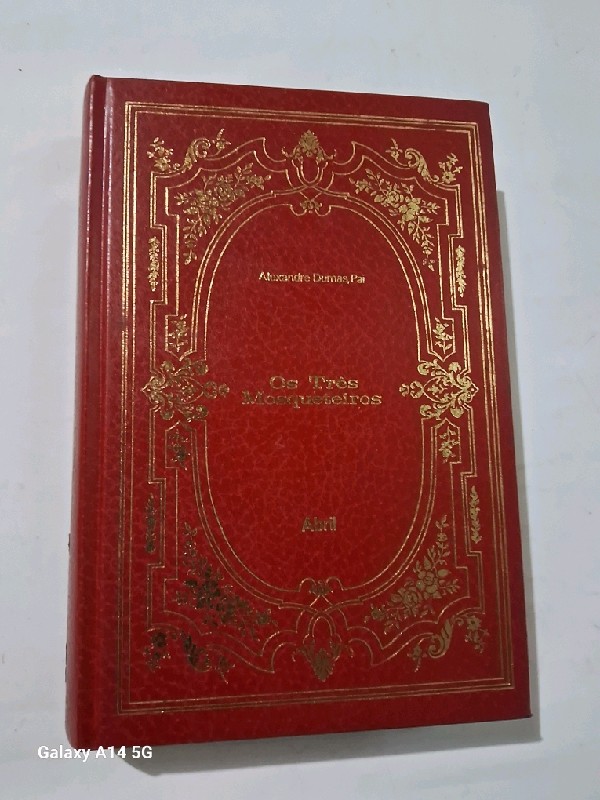 Alexandre Dumas, Pai
Os Três
Mosqueteiros
Abril
Galaxy A14 5G